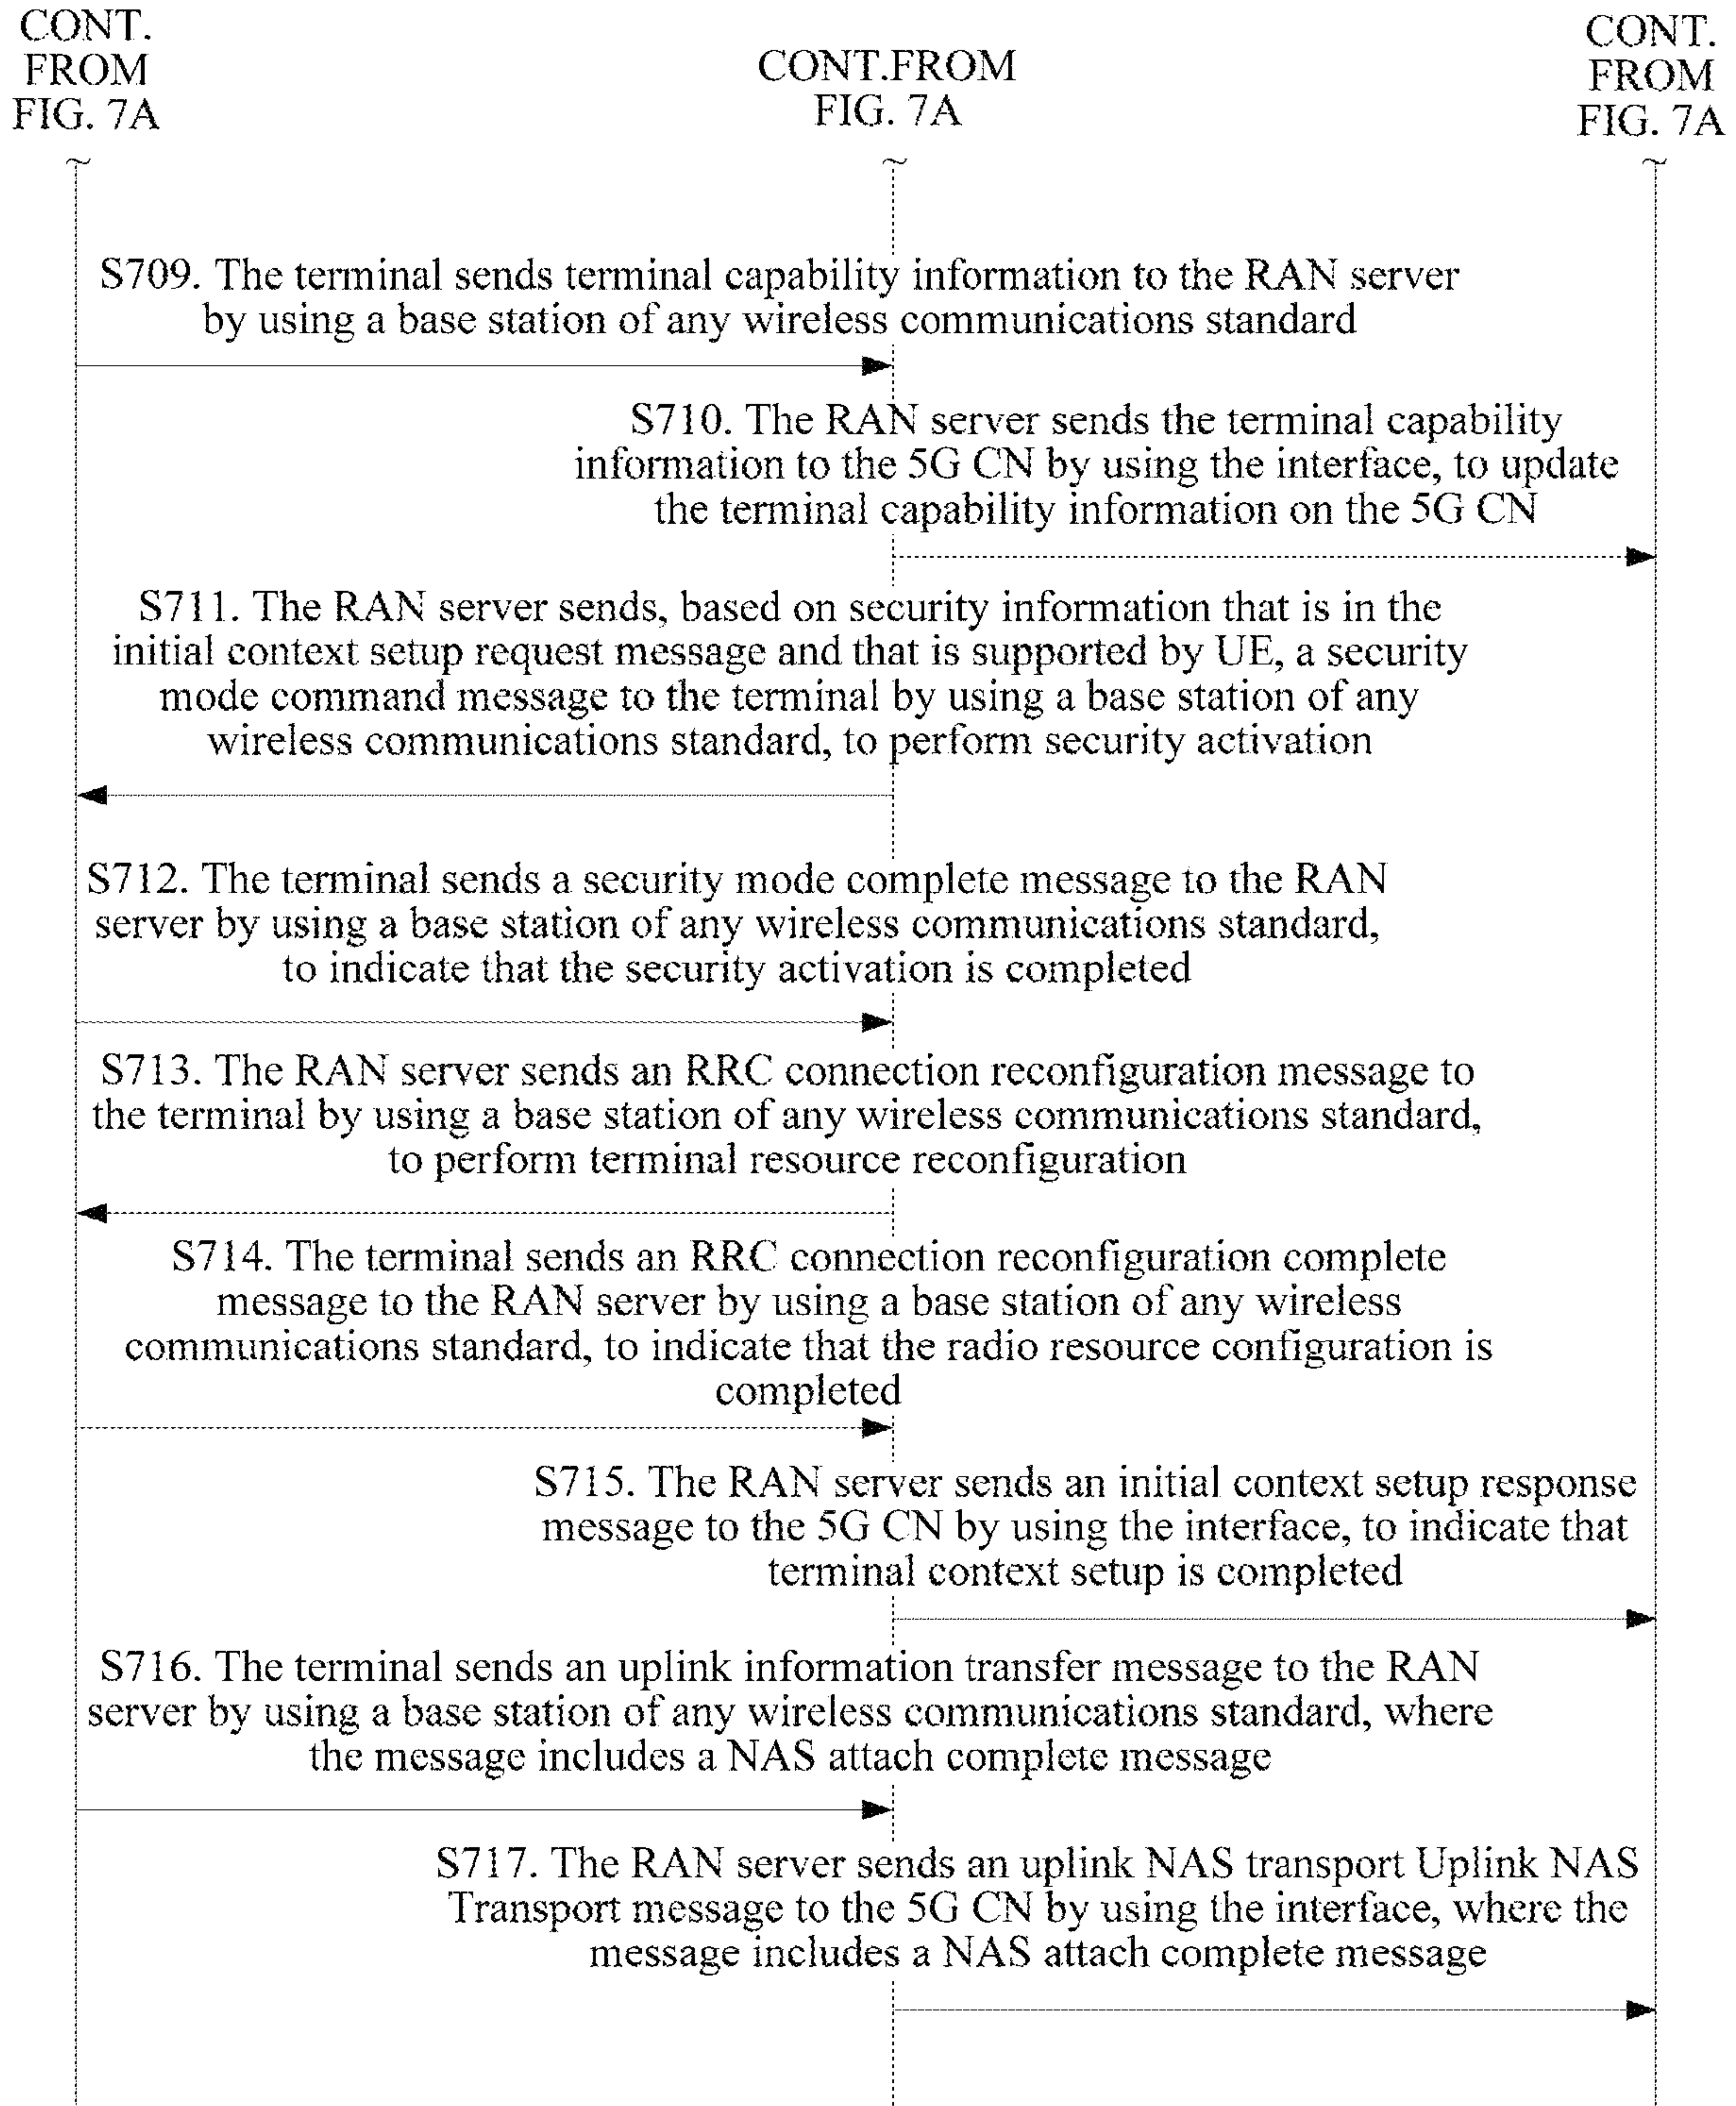 CONT.
FROM
FIG. 7A
CONT.FROM
FIG. 7A
CONT.
FROM
FIG. 7A
S709. The terminal sends terminal capability information to the RAN server
by using a base station of any wireless communications standard
S710. The RAN server sends the terminal capability
information to the 5G CN by using the interface, to update
the terminal capability information on the 5G CN
S711. The RAN server sends, based on security information that is in the
initial context setup request message and that is supported by UE, a security
mode command message to the terminal by using a base station of any
wireless communications standard, to perform security activation
S712. The terminal sends a security mode complete message to the RAN
server by using a base station of any wireless communications standard,
to indicate that the security activation is completed
S713. The RAN server sends an RRC connection reconfiguration message to
the terminal by using a base station of any wireless communications standard,
to perform terminal resource reconfiguration
S714. The terminal sends an RRC connection reconfiguration complete
message to the RAN server by using a base station of any wireless
communications standard, to indicate that the radio resource configuration is
completed
S715. The RAN server sends an initial context setup response
message to the 5G CN by using the interface, to indicate that
terminal context setup is completed
S716. The terminal sends an uplink information transfer message to the RAN
server by using a base station of any wireless communications standard, where
the message includes a NAS attach complete message
S717. The RAN server sends an uplink NAS transport Uplink NAS
Transport message to the 5G CN by using the interface, where the
message includes a NAS attach complete message